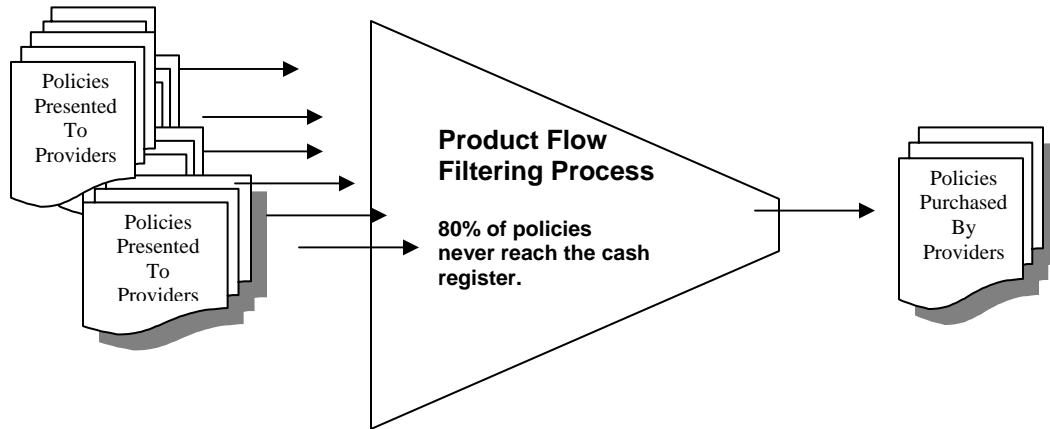 Policies
Presented
To
Providers
Policies
Presented
To
Providers
Product Flow
Filtering Process
80% of policies
never reach the cash
register.
Policies
Purchased
By
Providers